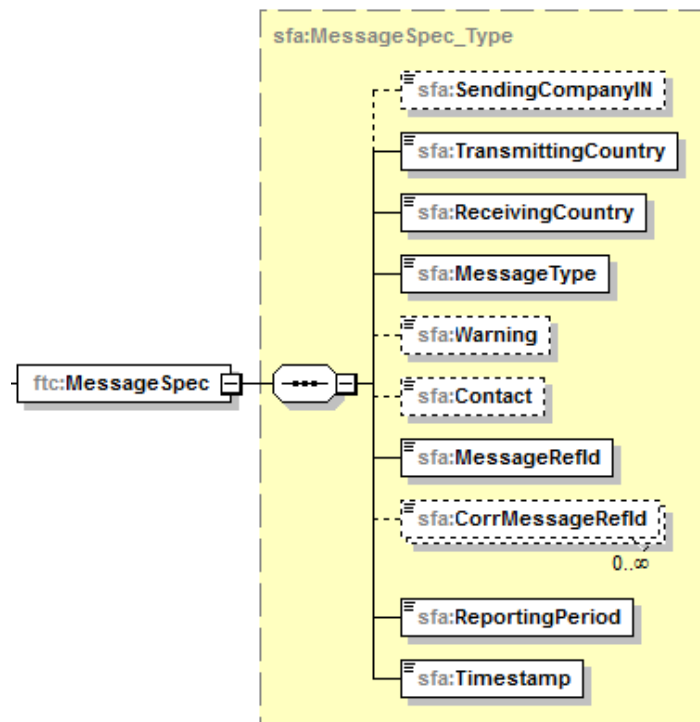 sfa:MessageSpec_Type
sfa:SendingCompanyIN
sfa:TransmittingCountry
sfa:ReceivingCountry
sfa:MessageType
sfa:Warning
ftc:MessageSpec
sfa:Contact
sfa:MessageRefId
sfa:CorrMessageRefId
0..∞
sfa:ReportingPeriod
sfa:Timestamp